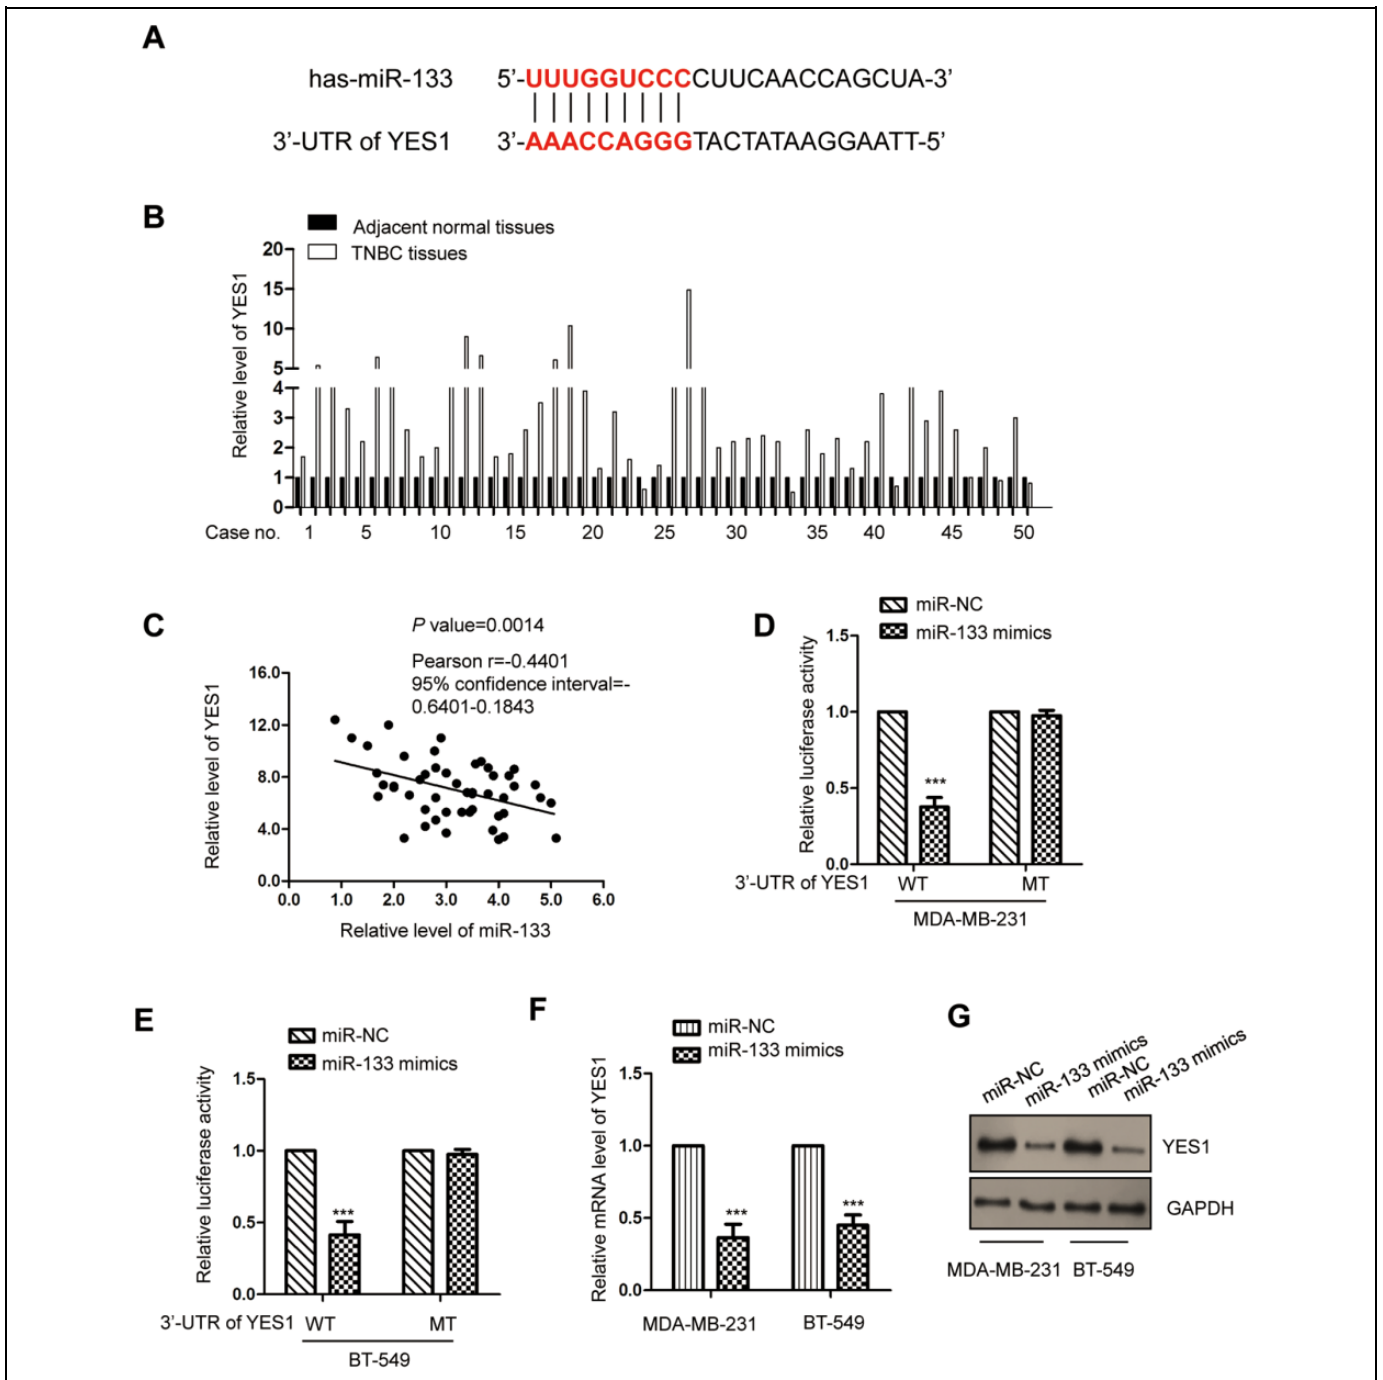 A
has-miR-133 5’-UUUGGUCCCCUUCAACCAGCUA-3’
3’-UTR of YES1 3’-AAACCAGGGTACTATAAGGAATT-5’
B
Adjacent normal tissues
TNBC tissues
Relative level of YES1
20
15
10
5
4
3
2
1
0
Case no. 1 5 10 15 20 25 30 35 40 45 50
C
P value=0.0014
Pearson r=-0.4401
95% confidence interval=-
0.6401-0.1843
Relative level of YES1
16.0
12.0
8.0
4.0
0.0
0.0 1.0 2.0 3.0 4.0 5.0 6.0
Relative level of miR-133
D
miR-NC
miR-133 mimics
Relative luciferase activity
1.5
1.0
0.5
0.0
***
3’-UTR of YES1 WT MT
MDA-MB-231
E
miR-NC
miR-133 mimics
Relative luciferase activity
1.5
1.0
0.5
0.0
***
3’-UTR of YES1 WT MT
BT-549
F
miR-NC
miR-133 mimics
Relative mRNA level of YES1
1.5
1.0
0.5
0.0
*** ***
MDA-MB-231 BT-549
G
miR-NC miR-133 mimics miR-NC miR-133 mimics
YES1
GAPDH
MDA-MB-231 BT-549